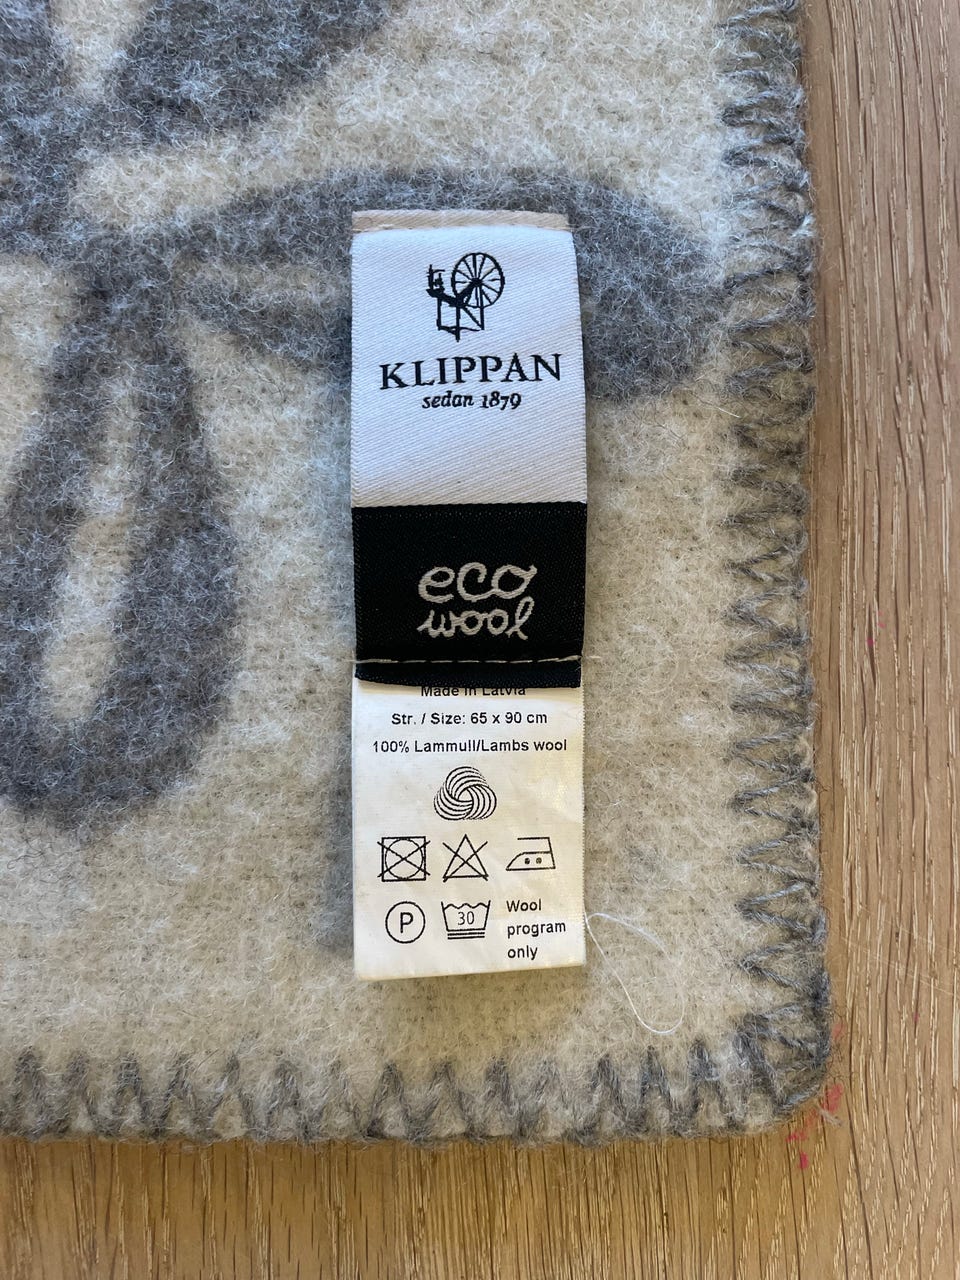 KLIPPAN
sedan 1879
eco
wool
Made in Latvia
Str. / Size: 65 x 90 cm
100% Lammull/Lambs wool
P
30
Wool
program
only